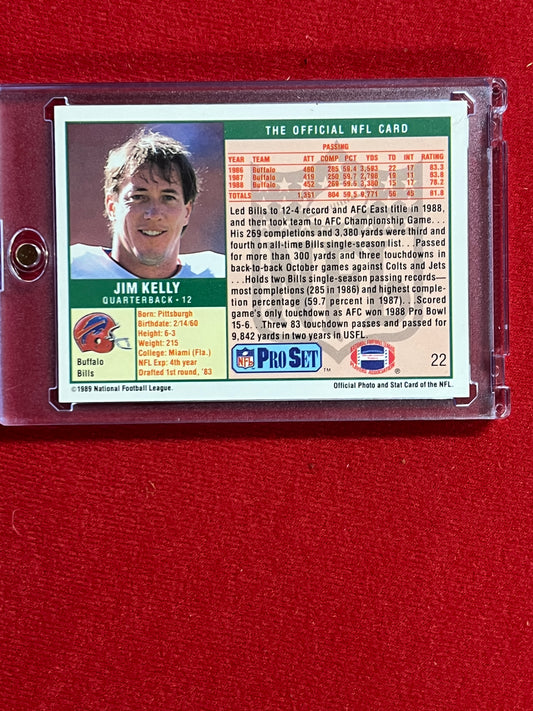 THE OFFICIAL NFL CARD
PASSING
YEAR TEAM ATT COMP PCT YDS TD INT RATING
1986 Buffalo 480 285 59.4 3,593 22 17 83.3
1987 Buffalo 419 250 59.7 2,798 11 83.8
1988 Buffalo 452 269 59.5 3,380 15 17 78.2
TOTALS 1,351 804 59.5 9,771 56 45 81.8
Led Bills to 12-4 record and AFC East title in 1988,
and then took team to AFC Championship Game. . .
His 269 completions and 3,380 yards were third and
fourth on all-time Bills single-season list. . .Passed
for more than 300 yards and three touchdowns in
back-to-back October games against Colts and Jets
. . .Holds two Bills single-season passing records—
most completions (285 in 1986) and highest comple-
tion percentage (59.7 percent in 1987). . .Scored
game's only touchdown as AFC won 1988 Pro Bowl
15-6. . .Threw 83 touchdown passes and passed for
9,842 yards in two years in USFL.
JIM KELLY
QUARTERBACK • 12
Buffalo
Bills
Born: Pittsburgh
Birthdate: 2/14/60
Height: 6-3
Weight: 215
College: Miami (Fla.)
NFL Exp: 4th year
Drafted 1st round, '83
NFL PRO SET ™
®
22
©1989 National Football League.
Official Photo and Stat Card of the NFL.